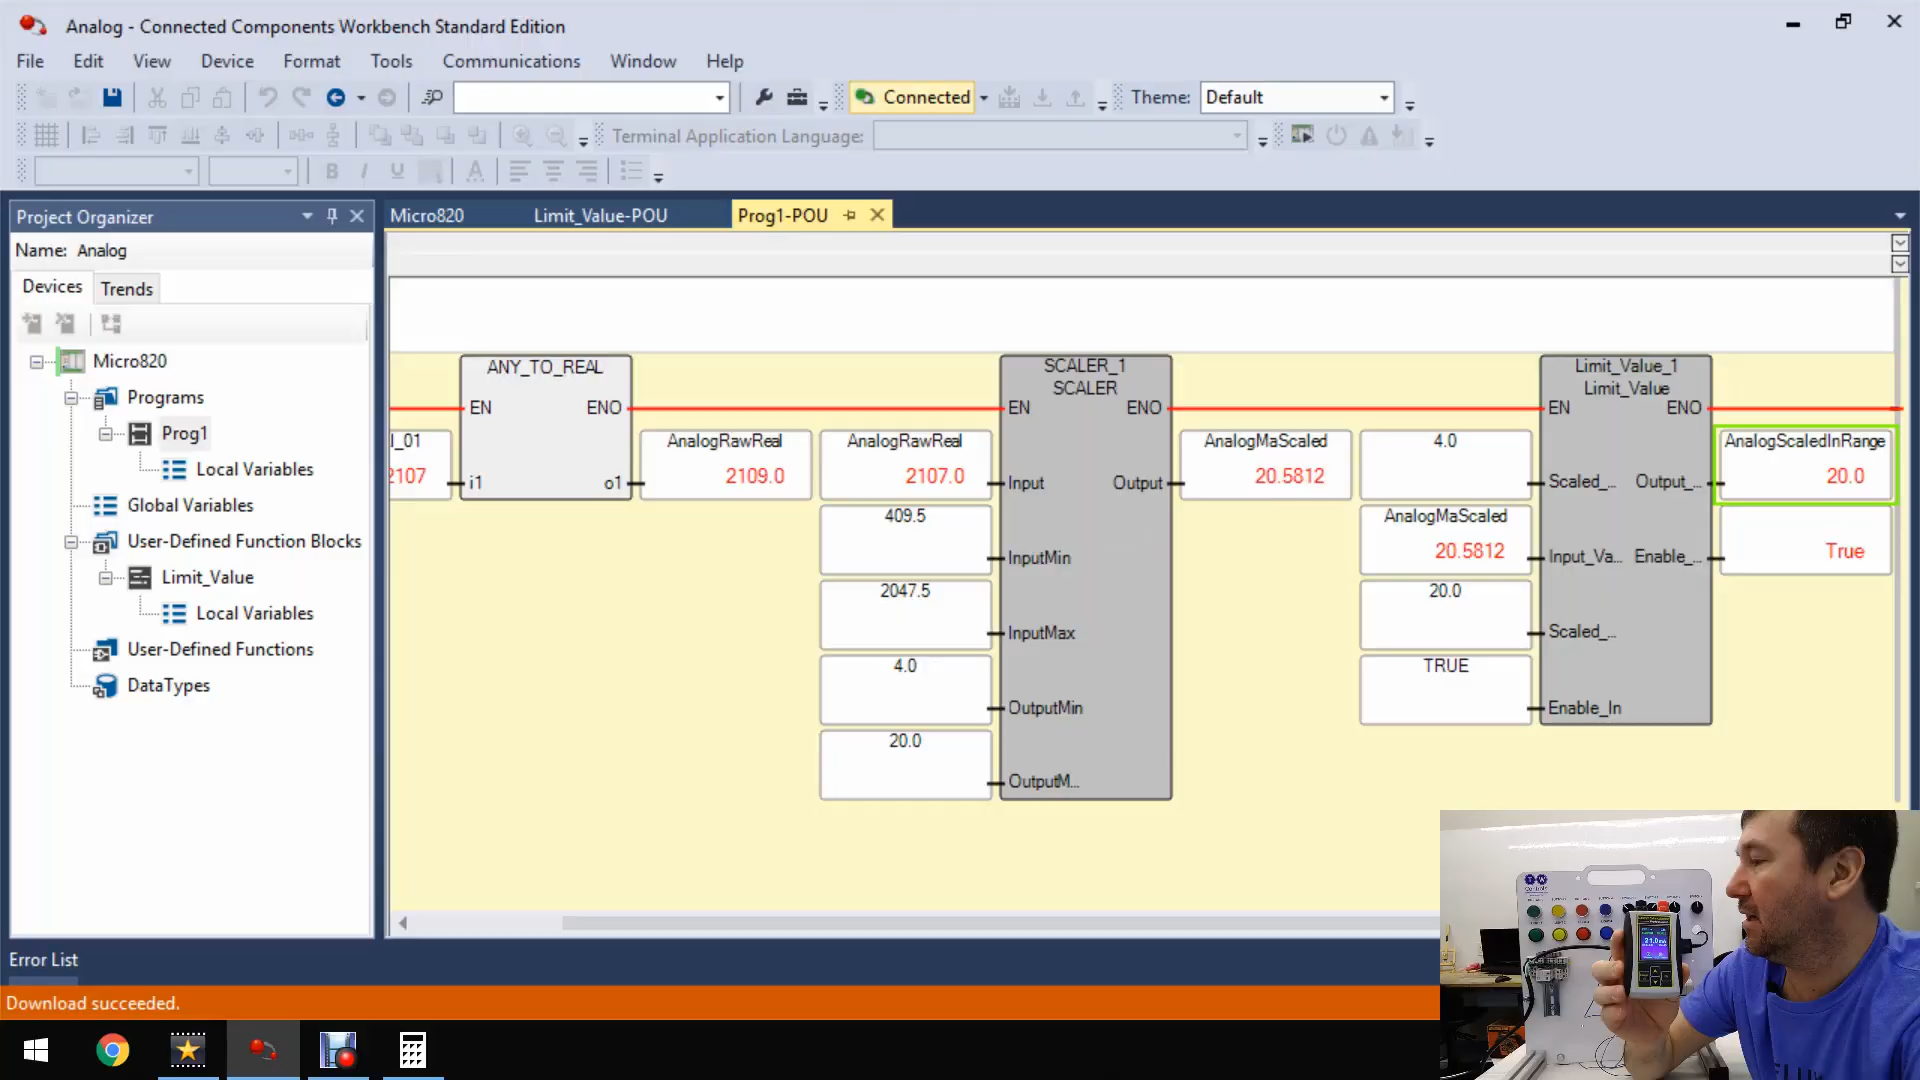 Analog - Connected Components Workbench Standard Edition
File Edit View Device Format Tools Communications Window Help
Connected Theme: Default
Terminal Application Language:
B I U A
Project Organizer
Name: Analog
Devices Trends
Micro820
Programs
Prog1
Local Variables
Global Variables
User-Defined Function Blocks
Limit_Value
Local Variables
User-Defined Functions
DataTypes
Micro820 Limit_Value-POU Prog1-POU
I_01
2107
ANY_TO_REAL
EN ENO
i1 o1
AnalogRawReal
2109.0
AnalogRawReal
2107.0
409.5
2047.5
4.0
20.0
SCALER_1
SCALER
EN ENO
Input Output
InputMin
InputMax
OutputMin
OutputM...
AnalogMaScaled
20.5812
4.0
AnalogMaScaled
20.5812
20.0
TRUE
Limit_Value_1
Limit_Value
EN ENO
Scaled_... Output_...
Input_Va... Enable_...
Scaled_...
Enable_In
AnalogScaledInRange
20.0
True
Error List
Download succeeded.
TW
Controls
21.0mA